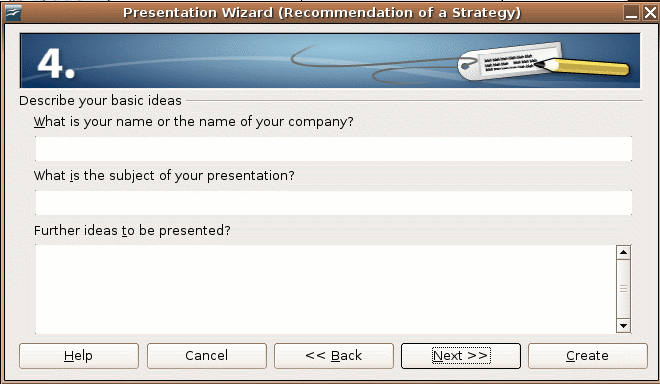 Presentation Wizard (Recommendation of a Strategy)
4.
Describe your basic ideas
What is your name or the name of your company?
What is the subject of your presentation?
Further ideas to be presented?
Help
Cancel
<< Back
Next >>
Create